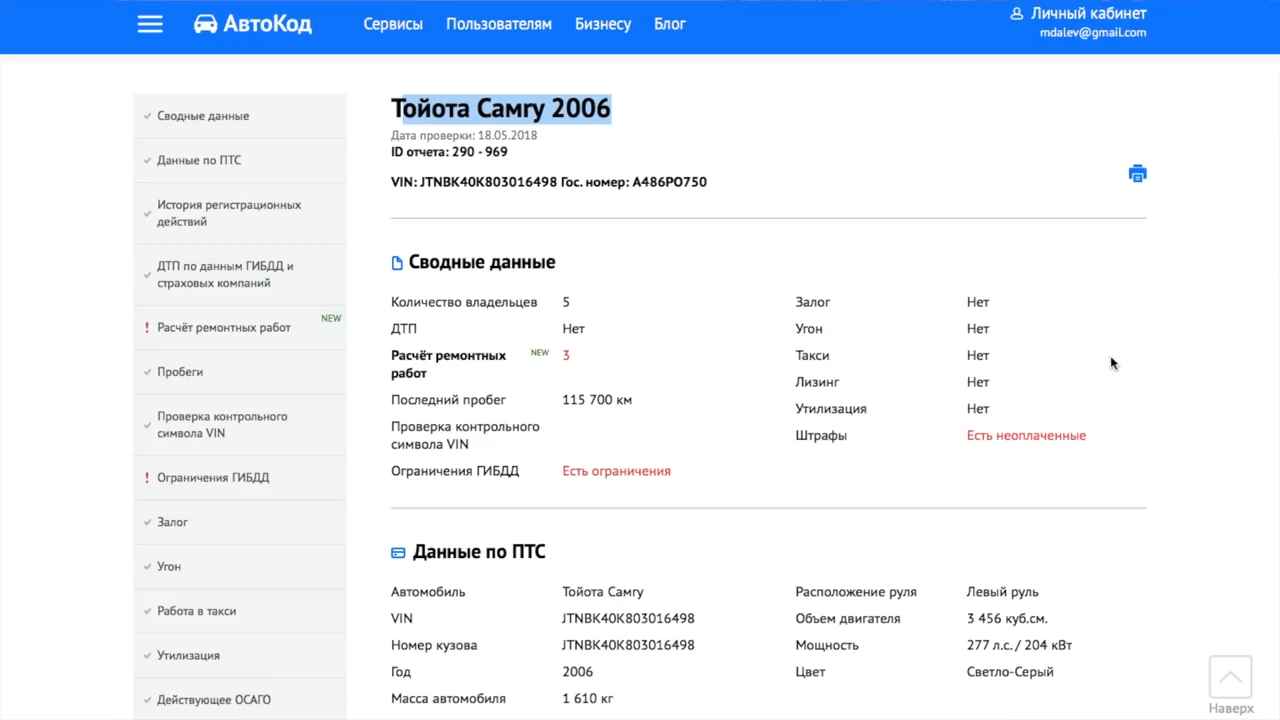 АвтоКод
Сервисы
Пользователям
Бизнесу
Блог
Личный кабинет
mdalev@gmail.com
Сводные данные
Данные по ПТС
История регистрационных
действий
ДТП по данным ГИБДД и
страховых компаний
Расчёт ремонтных работ
NEW
Пробеги
Проверка контрольного
символа VIN
Ограничения ГИБДД
Залог
Угон
Работа в такси
Утилизация
Действующее ОСАГО
Тойота Самгу 2006
Дата проверки: 18.05.2018
ID отчета: 290 - 969
VIN: JTNBK40K803016498 Гос. номер: А486РО750
Сводные данные
Количество владельцев 5
ДТП Нет
Расчёт ремонтных
работ
NEW 3
Последний пробег 115 700 км
Проверка контрольного
символа VIN
Ограничения ГИБДД Есть ограничения
Залог Нет
Угон Нет
Такси Нет
Лизинг Нет
Утилизация Нет
Штрафы Есть неоплаченные
Данные по ПТС
Автомобиль Тойота Самгу
VIN JTNBK40K803016498
Номер кузова JTNBK40K803016498
Год 2006
Масса автомобиля 1 610 кг
Расположение руля Левый руль
Объем двигателя 3 456 куб.см.
Мощность 277 л.с. / 204 кВт
Цвет Светло-Серый
Наверх